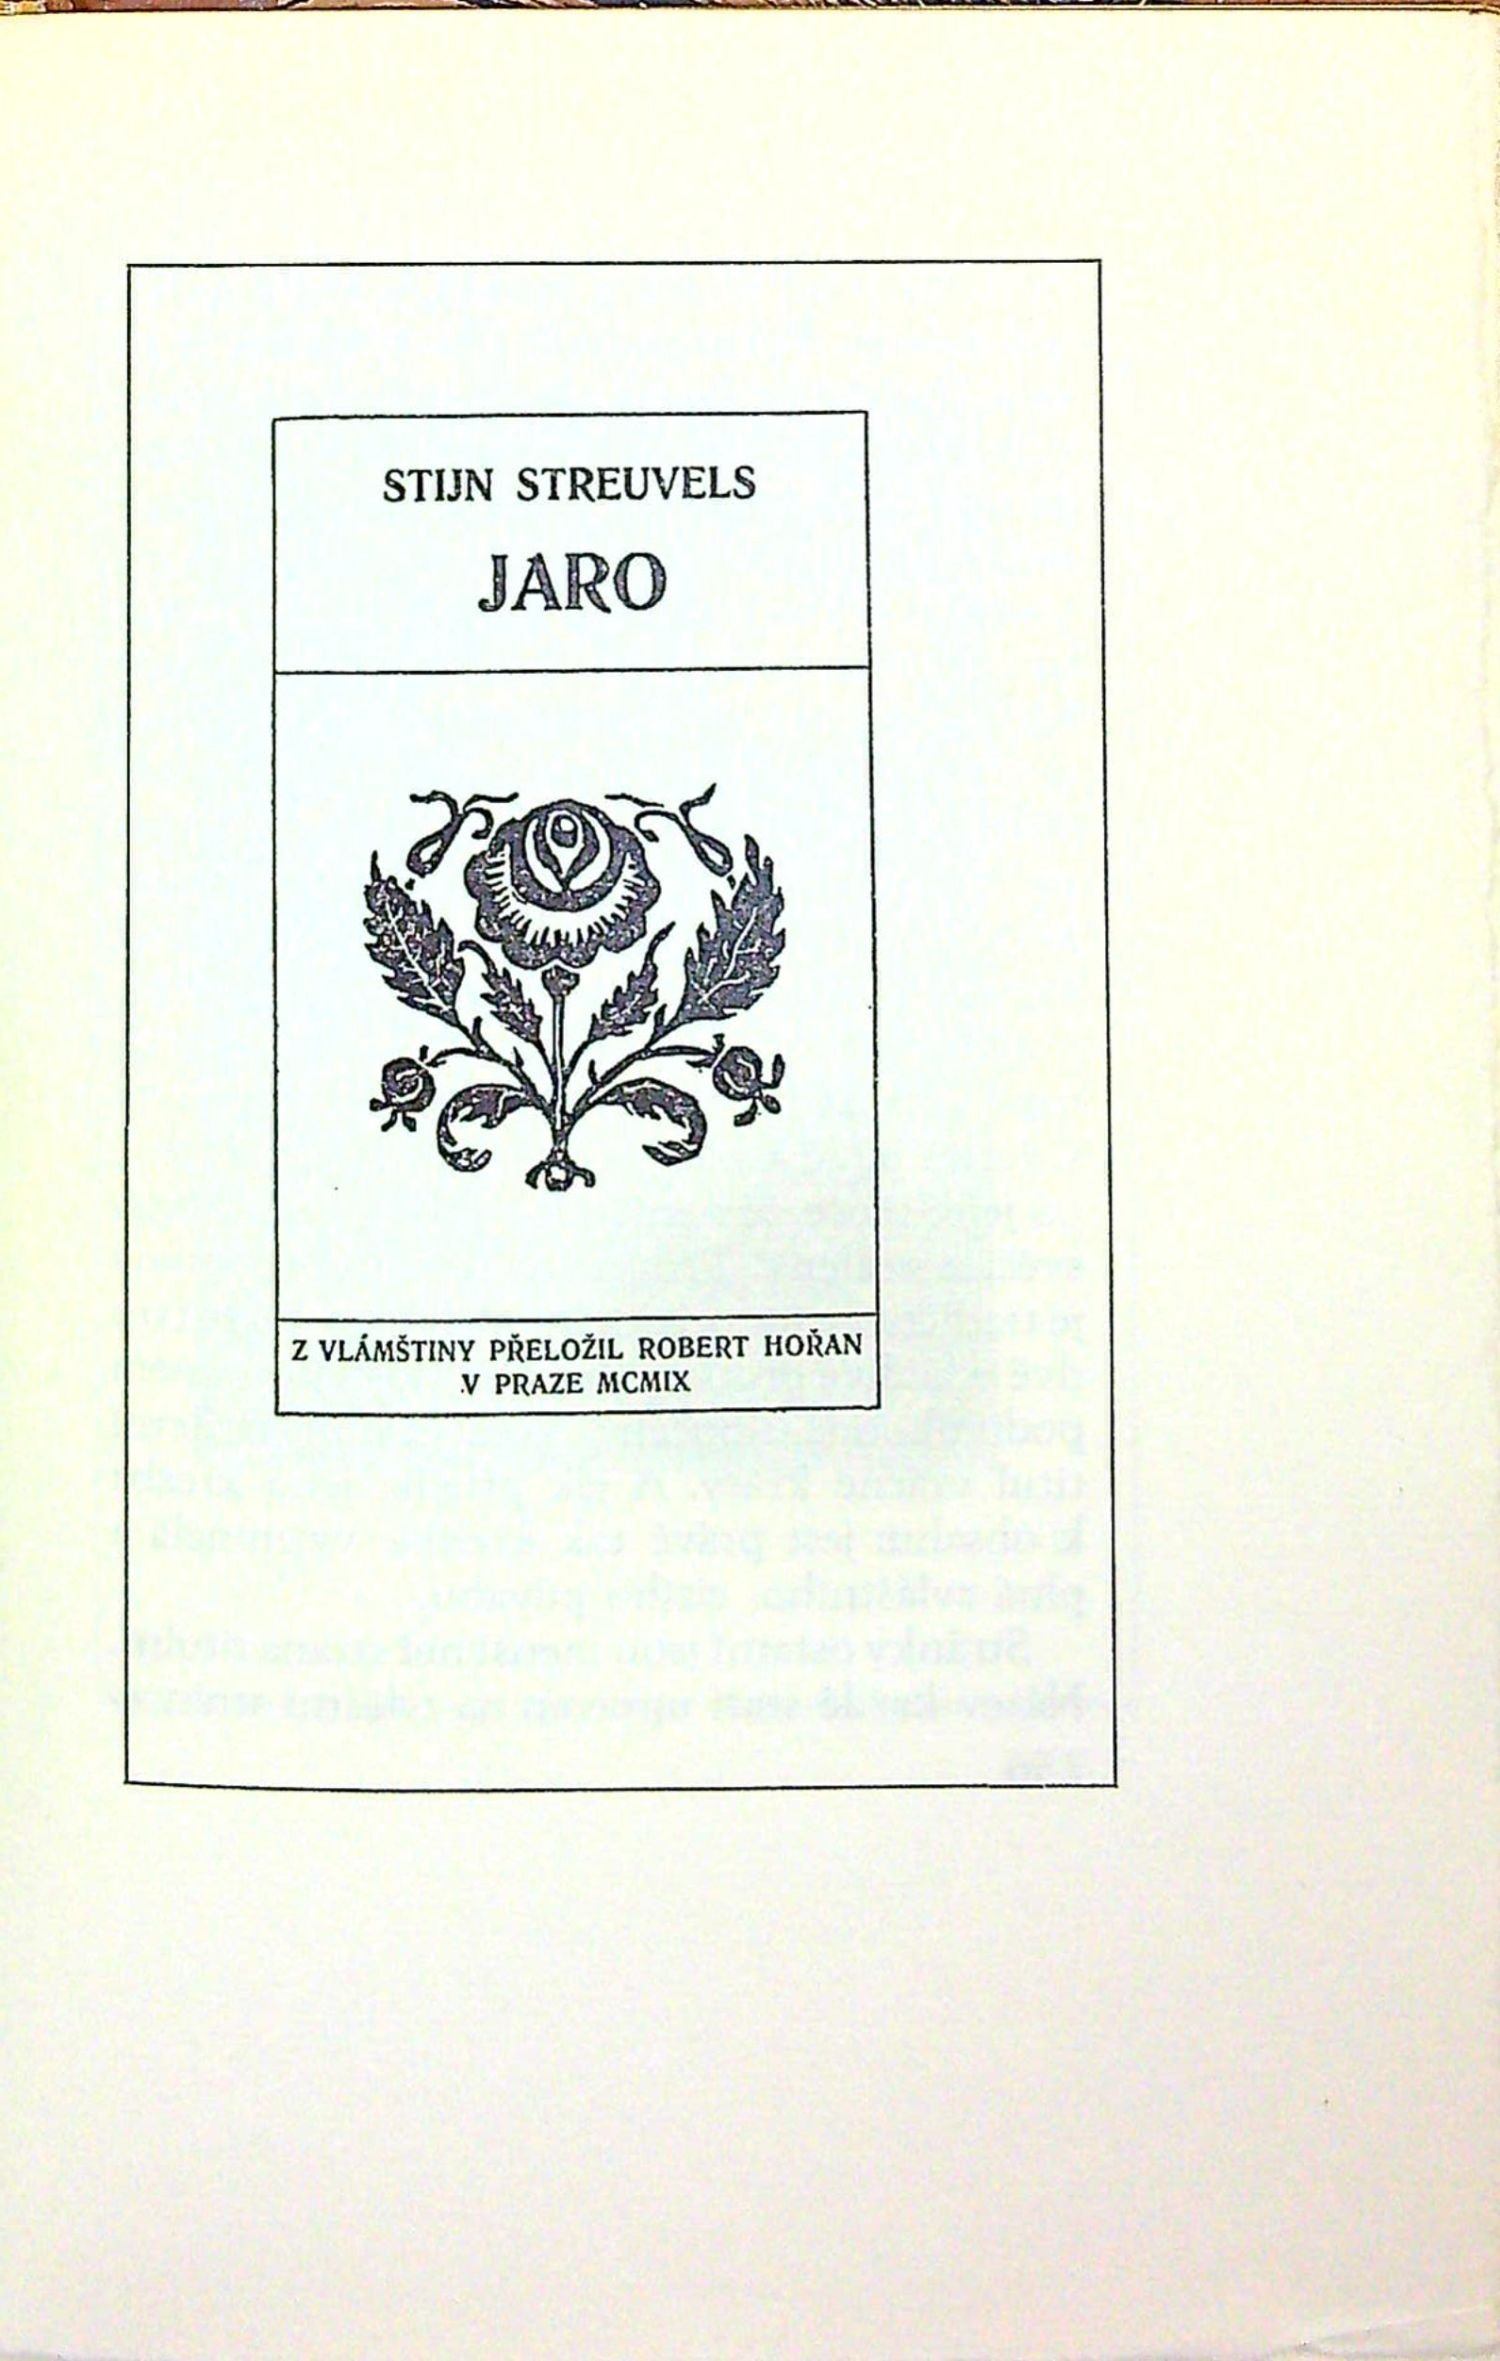 STIJN STREUVELS
JARO
Z VLÁMŠTINY PŘELOŽIL ROBERT HOŘAN
V PRAZE MCMIX